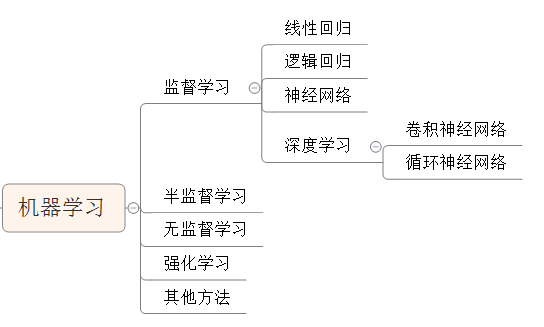 机器学习
监督学习
线性回归
逻辑回归
神经网络
深度学习
卷积神经网络
循环神经网络
半监督学习
无监督学习
强化学习
其他方法